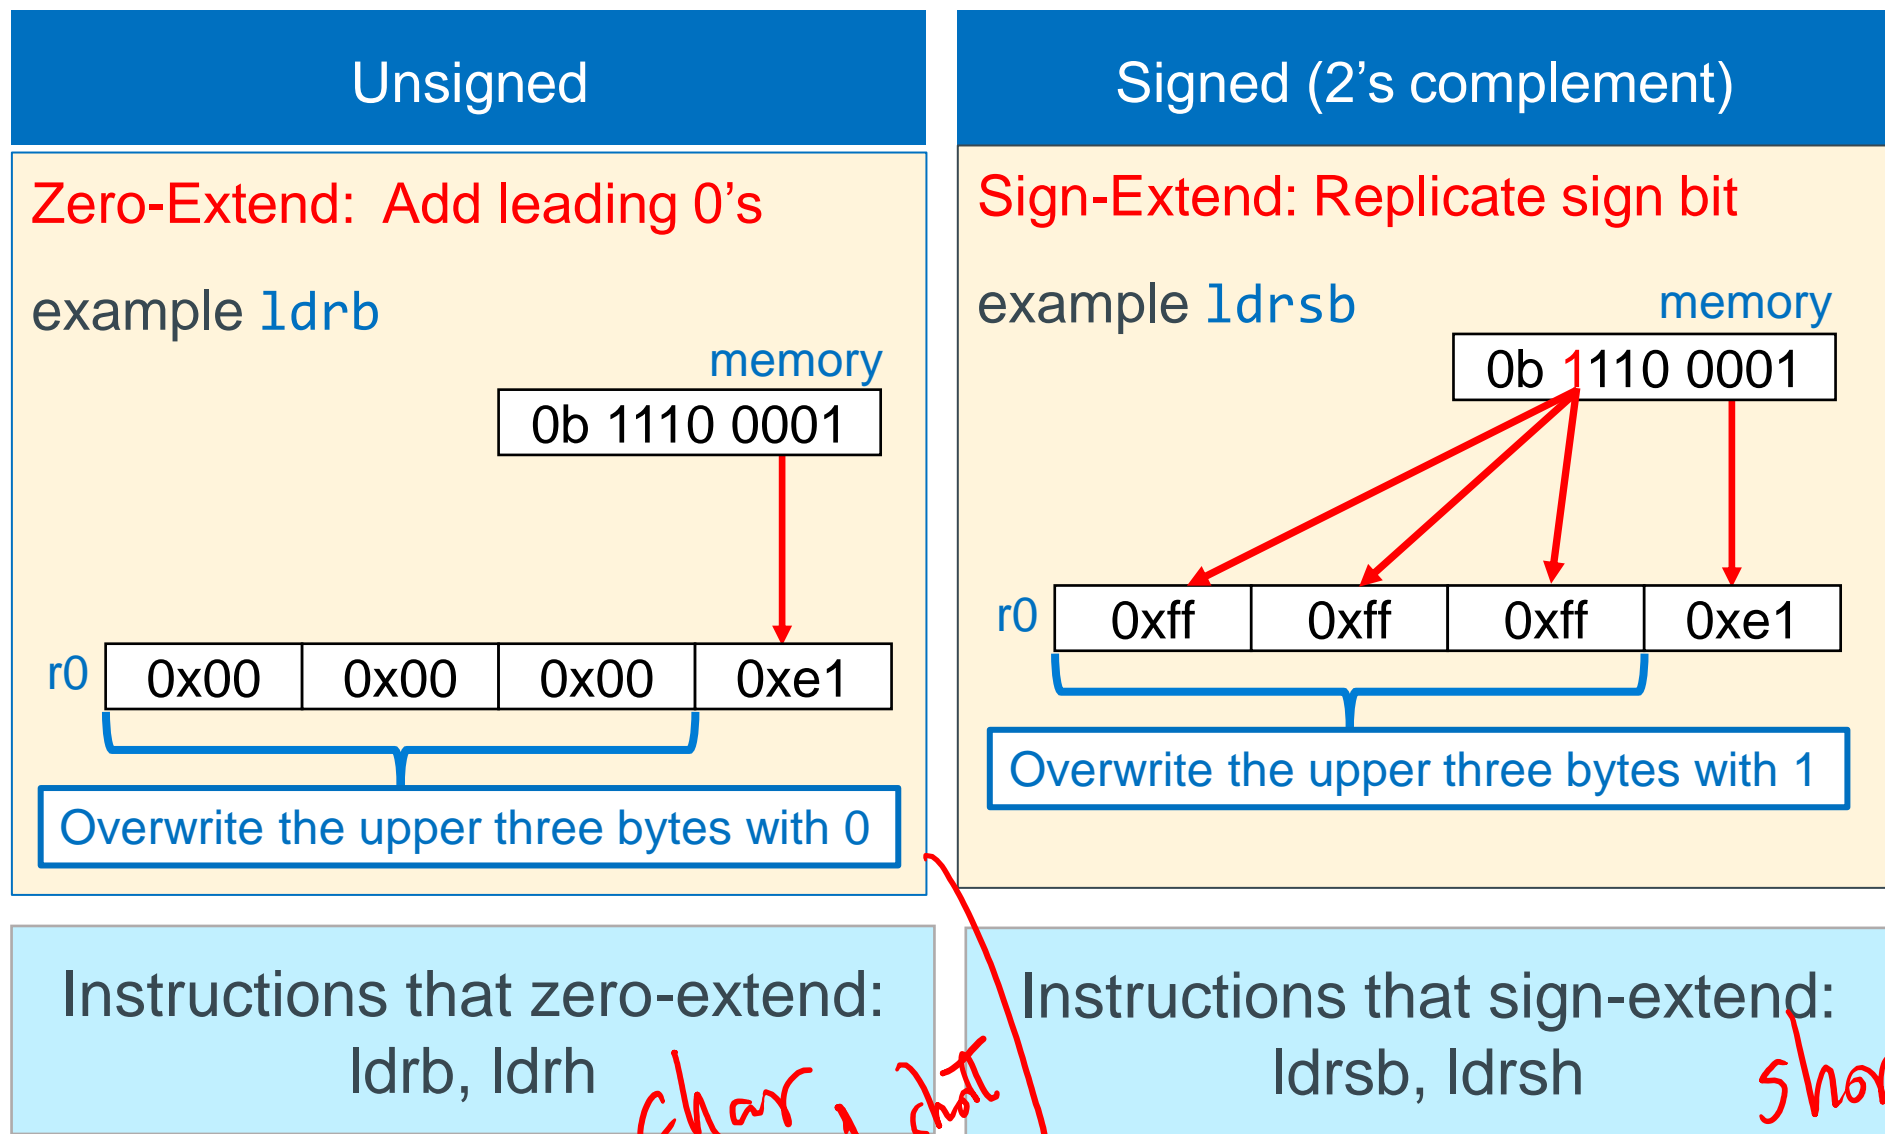 Unsigned
Zero-Extend: Add leading 0's
example ldrb
memory
0b 1110 0001
r0 0x00 0x00 0x00 0xe1
Overwrite the upper three bytes with 0
Instructions that zero-extend:
ldrb, ldrh
char
short
Signed (2's complement)
Sign-Extend: Replicate sign bit
example ldrsb
memory
0b 1110 0001
r0 0xff 0xff 0xff 0xe1
Overwrite the upper three bytes with 1
Instructions that sign-extend:
ldrsb, ldrsh
shor